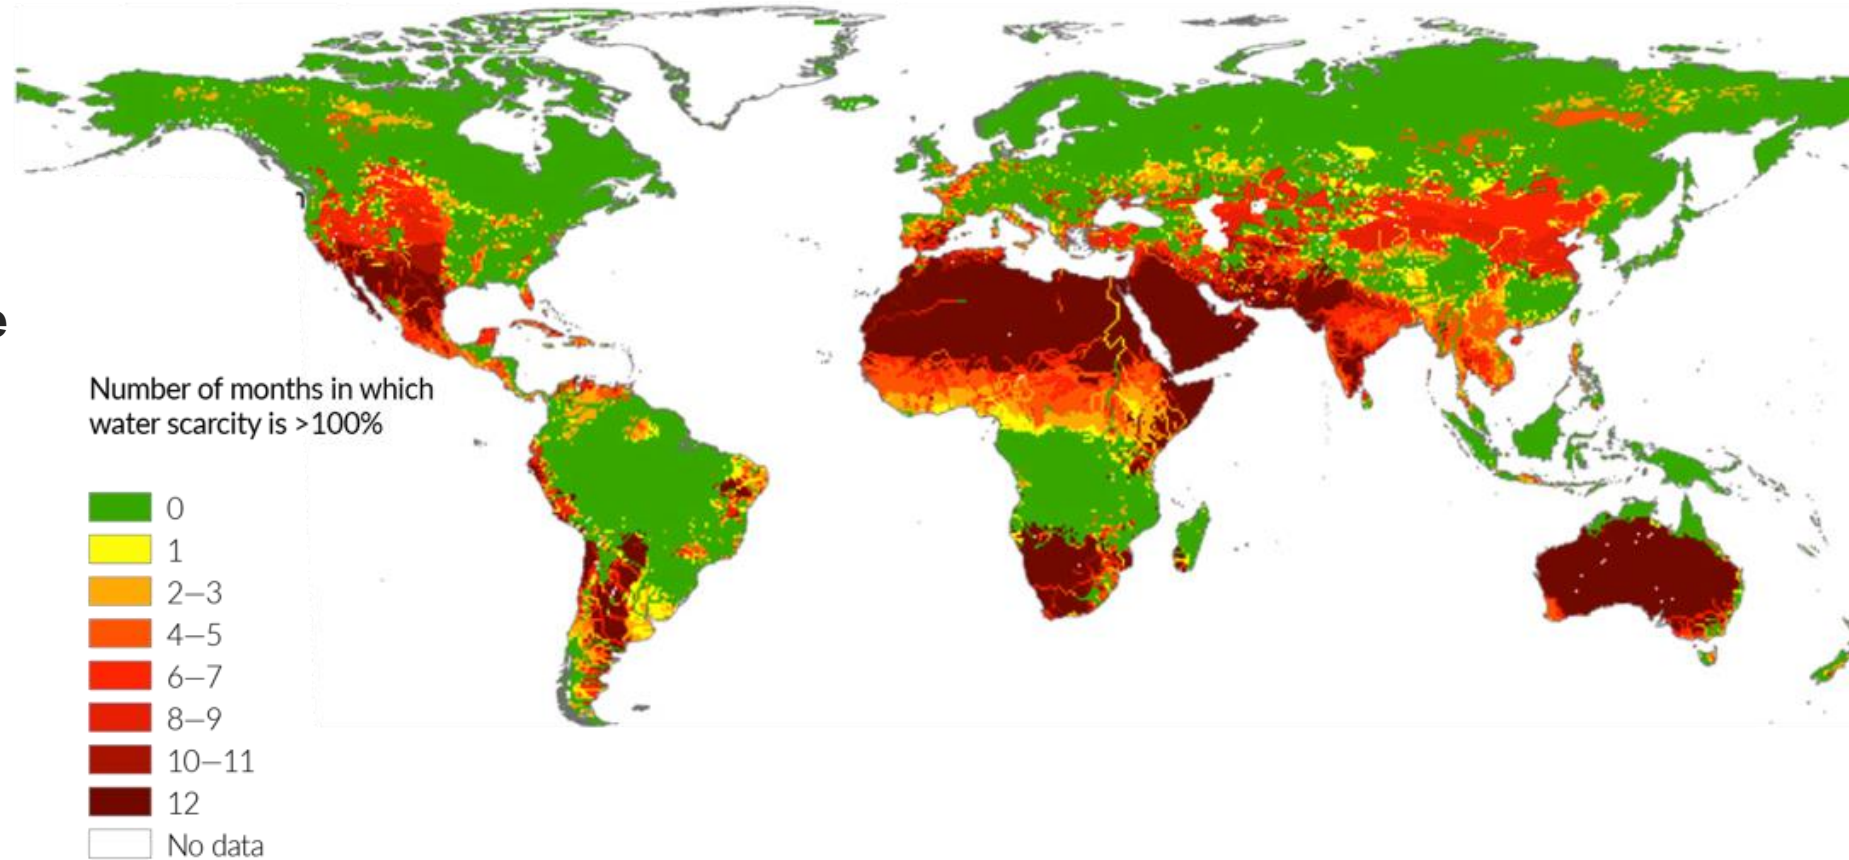 e
Number of months in which
water scarcity is >100%
0
1
2–3
4–5
6–7
8–9
10–11
12
No data